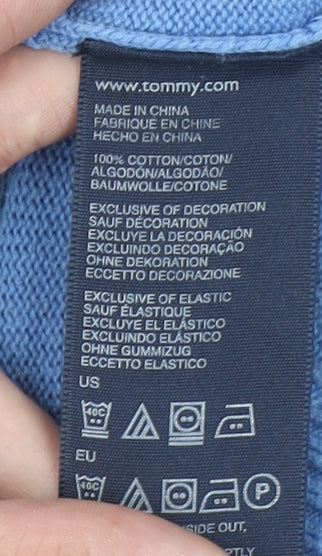 www.tommy.com
MADE IN CHINA
FABRIQUE EN CHINE
HECHO EN CHINA
100% COTTON/COTON/
ALGODÓN/ALGODÃO/
BAUMWOLLE/COTONE
EXCLUSIVE OF DECORATION
SAUF DÉCORATION
EXCLUYE LA DECORACIÓN
EXCLUINDO DECORAÇÃO
OHNE DEKORATION
ECCETTO DECORAZIONE
EXCLUSIVE OF ELASTIC
SAUF ÉLASTIQUE
EXCLUYE EL ELÁSTICO
EXCLUINDO ELÁSTICO
OHNE GUMMIZUG
ECCETTO ELASTICO
US
40C
EU
40C P
OUT,